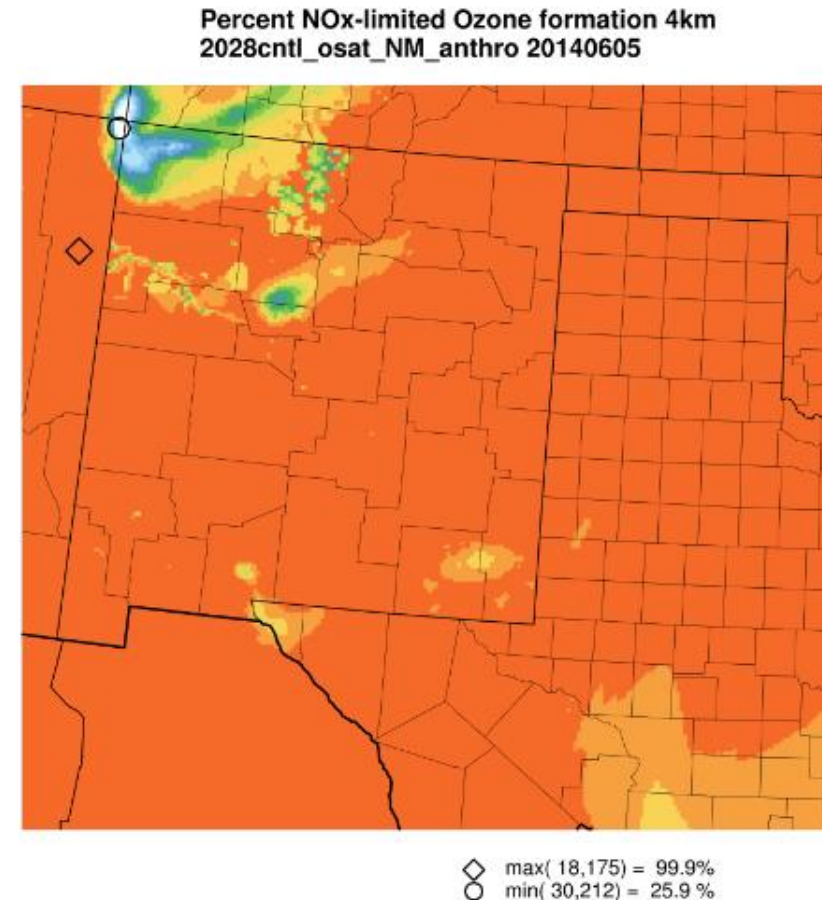 Percent NOx-limited Ozone formation 4km
2028cntl_osat_NM_anthro 20140605
max( 18,175) = 99.9%
min( 30,212) = 25.9 %